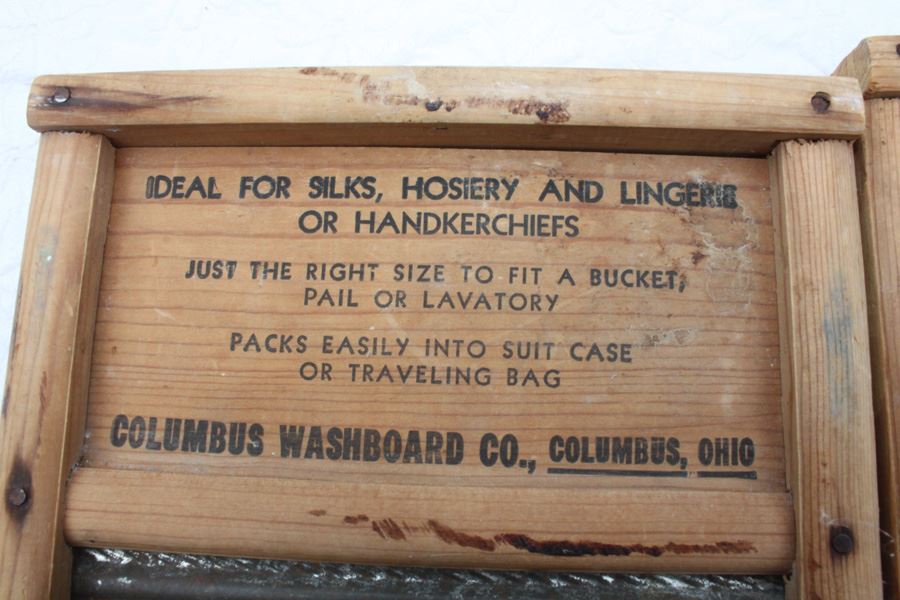 IDEAL FOR SILKS, HOSIERY AND LINGERIE
OR HANDKERCHIEFS
JUST THE RIGHT SIZE TO FIT A BUCKET,
PAIL OR LAVATORY
PACKS EASILY INTO SUIT CASE
OR TRAVELING BAG
COLUMBUS WASHBOARD CO., COLUMBUS, OHIO